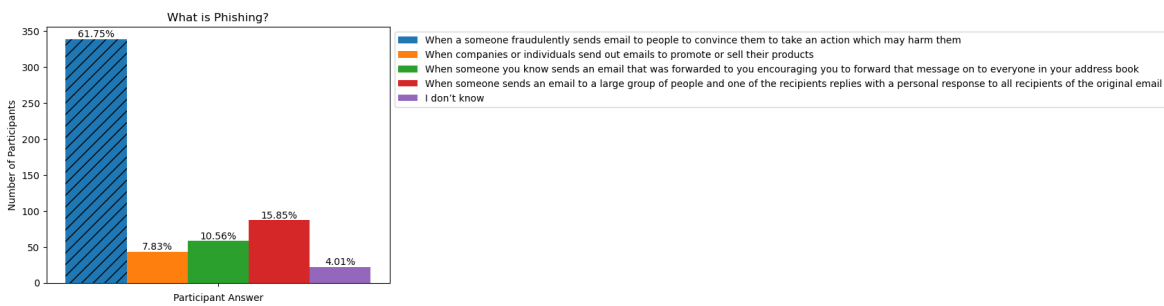 What is Phishing?
350
300
250
200
150
100
50
0
Number of Participants
61.75%
7.83%
10.56%
15.85%
4.01%
Participant Answer
When a someone fraudulently sends email to people to convince them to take an action which may harm them
When companies or individuals send out emails to promote or sell their products
When someone you know sends an email that was forwarded to you encouraging you to forward that message on to everyone in your address book
When someone sends an email to a large group of people and one of the recipients replies with a personal response to all recipients of the original email
I don’t know